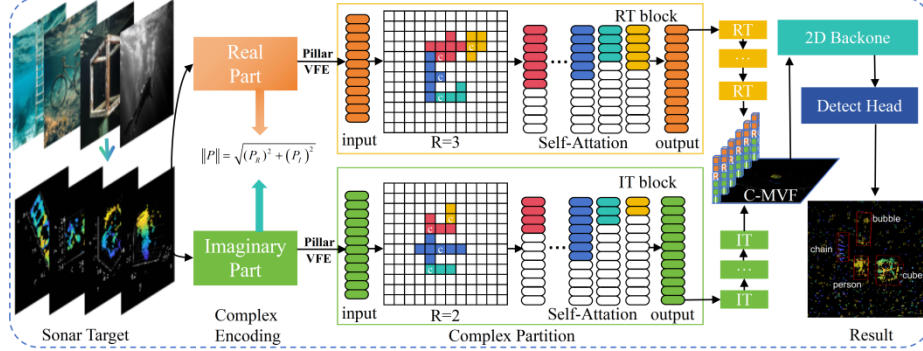 Real
Part
Pillar
VFE
input
R=3
C
C
C
Self-Attation
RT block
output
RT
...
RT
2D Backone
Detect Head
‖P‖ = √(P_R)² + (P_I)²
Imaginary
Part
Pillar
VFE
input
R=2
C
C
C
Self-Attation
IT block
output
C-MVF
IT
...
IT
bubble
chain
person
cube
Sonar Target
Complex
Encoding
Complex Partition
Result